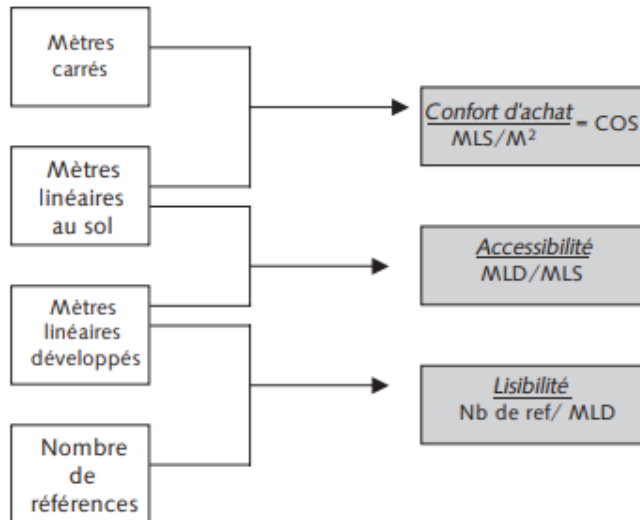 Mètres
carrés
Confort d'achat
MLS/M² = COS
Mètres
linéaires
au sol
Accessibilité
MLD/MLS
Mètres
linéaires
développés
Lisibilité
Nb de ref/ MLD
Nombre
de
références